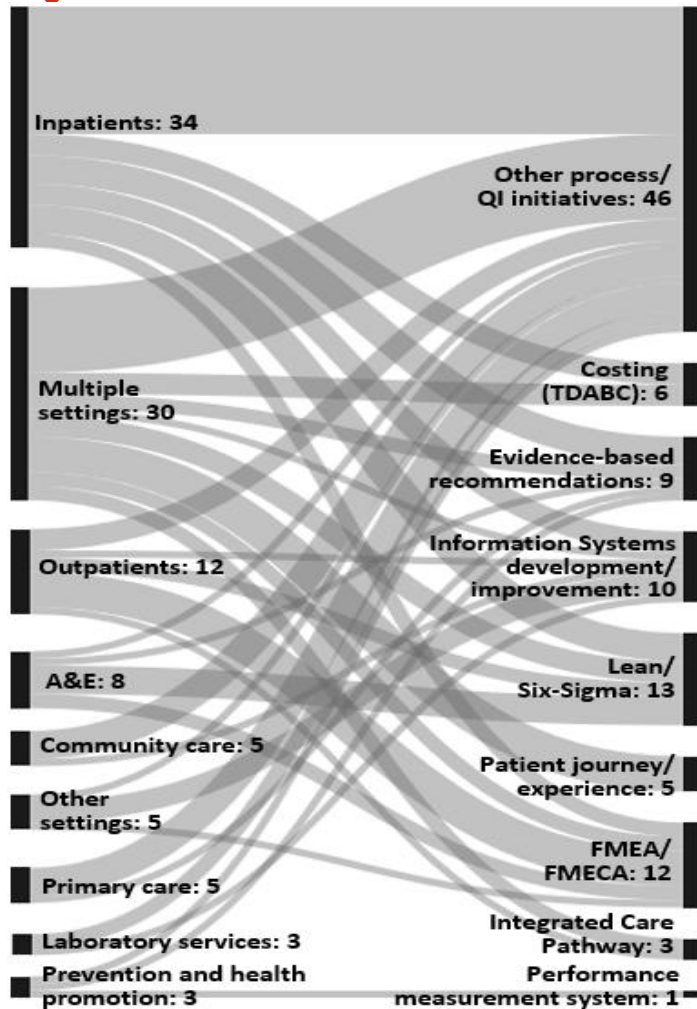 Inpatients: 34
Multiple
settings: 30
Outpatients: 12
A&E: 8
Community care: 5
Other
settings: 5
Primary care: 5
Laboratory services: 3
Prevention and health
promotion: 3
Other process/
QI initiatives: 46
Costing
(TDABC): 6
Evidence-based
recommendations: 9
Information Systems
development/
improvement: 10
Lean/
Six-Sigma: 13
Patient journey/
experience: 5
FMEA/
FMECA: 12
Integrated Care
Pathway: 3
Performance
measurement system: 1